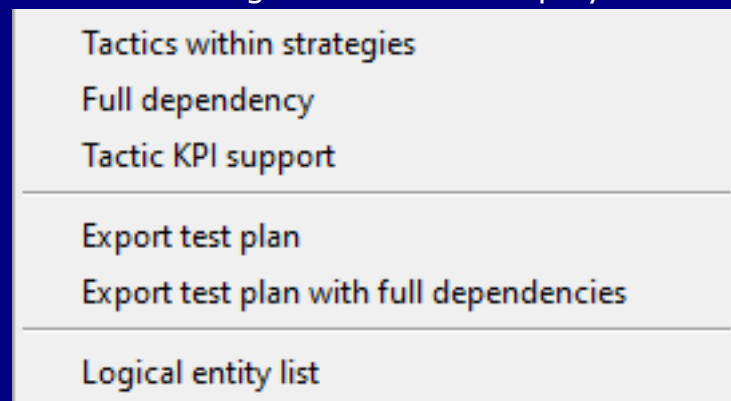 Tactics within strategies
Full dependency
Tactic KPI support
Export test plan
Export test plan with full dependencies
Logical entity list